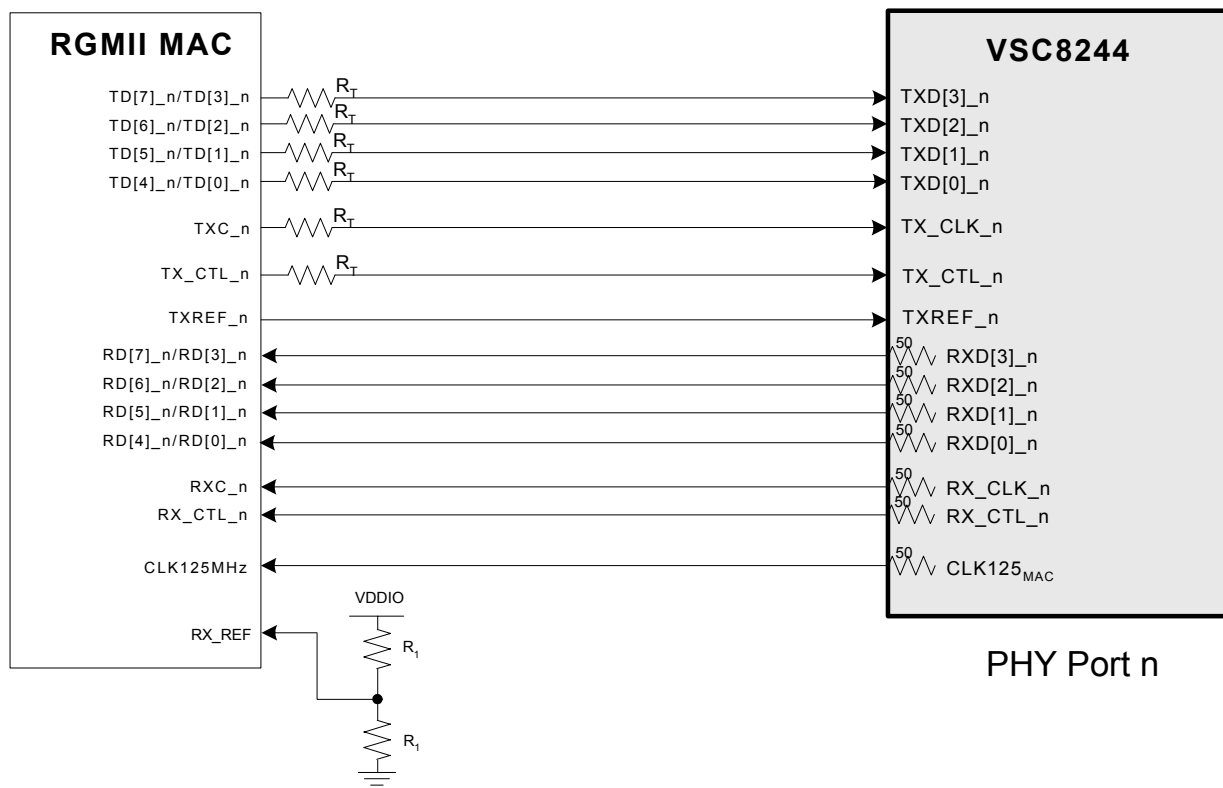 RGMII MAC
VSC8244
TD[7]_n/TD[3]_n R_T TXD[3]_n
TD[6]_n/TD[2]_n R_T TXD[2]_n
TD[5]_n/TD[1]_n R_T TXD[1]_n
TD[4]_n/TD[0]_n R_T TXD[0]_n
TXC_n R_T TX_CLK_n
TX_CTL_n R_T TX_CTL_n
TXREF_n TXREF_n
RD[7]_n/RD[3]_n 50 RXD[3]_n
RD[6]_n/RD[2]_n 50 RXD[2]_n
RD[5]_n/RD[1]_n 50 RXD[1]_n
RD[4]_n/RD[0]_n 50 RXD[0]_n
RXC_n 50 RX_CLK_n
RX_CTL_n 50 RX_CTL_n
CLK125MHz 50 CLK125MAC
VDDIO
RX_REF R1
PHY Port n
R1